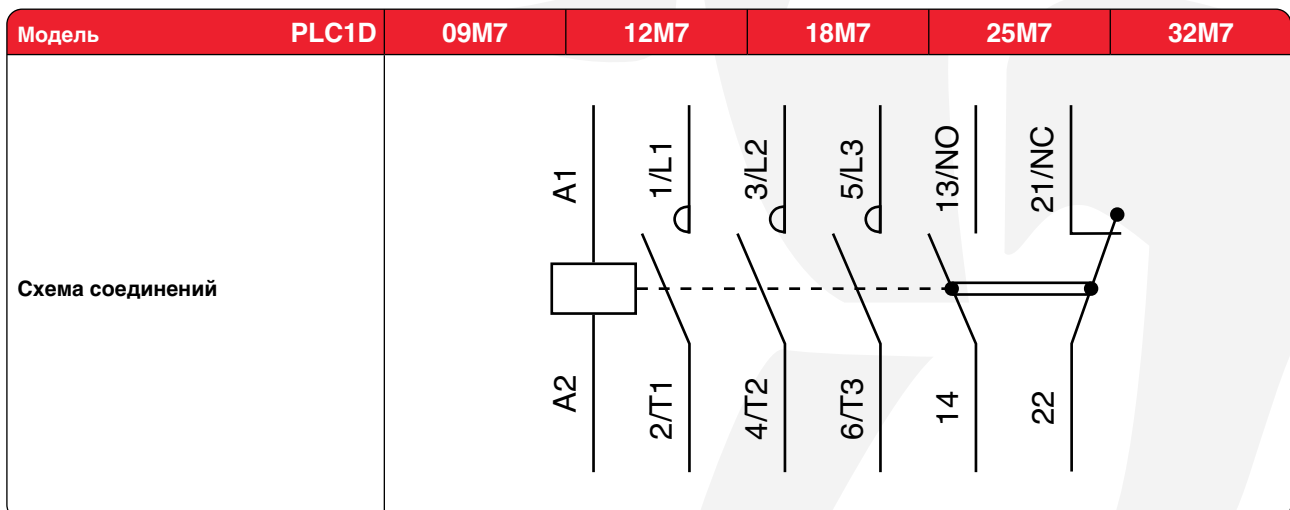 Модель PLC1D 09M7 12M7 18M7 25M7 32M7
A1 1/L1 3/L2 5/L3 13/NO 21/NC
Схема соединений
A2 2/T1 4/T2 6/T3 14 22